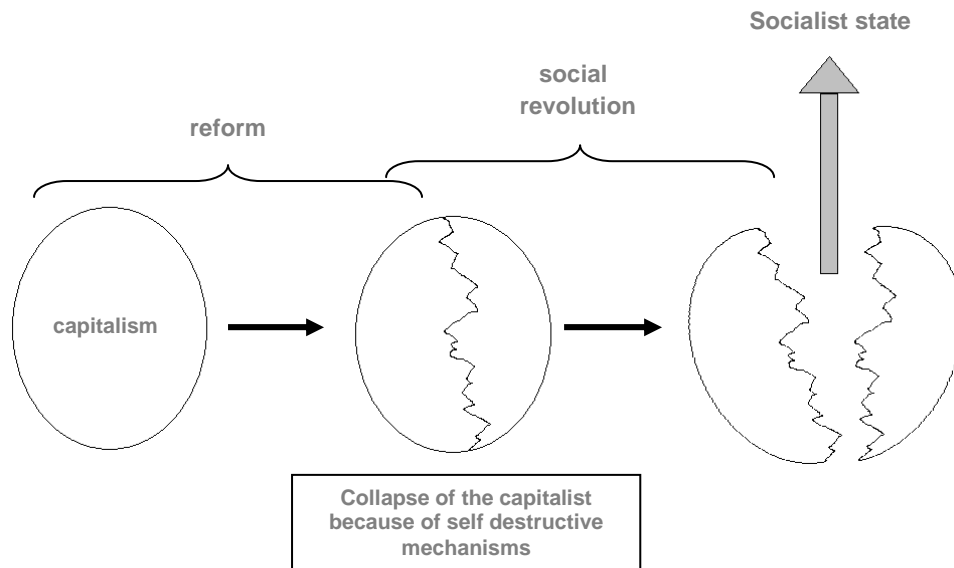 Socialist state
social
revolution
reform
capitalism
Collapse of the capitalist
because of self destructive
mechanisms